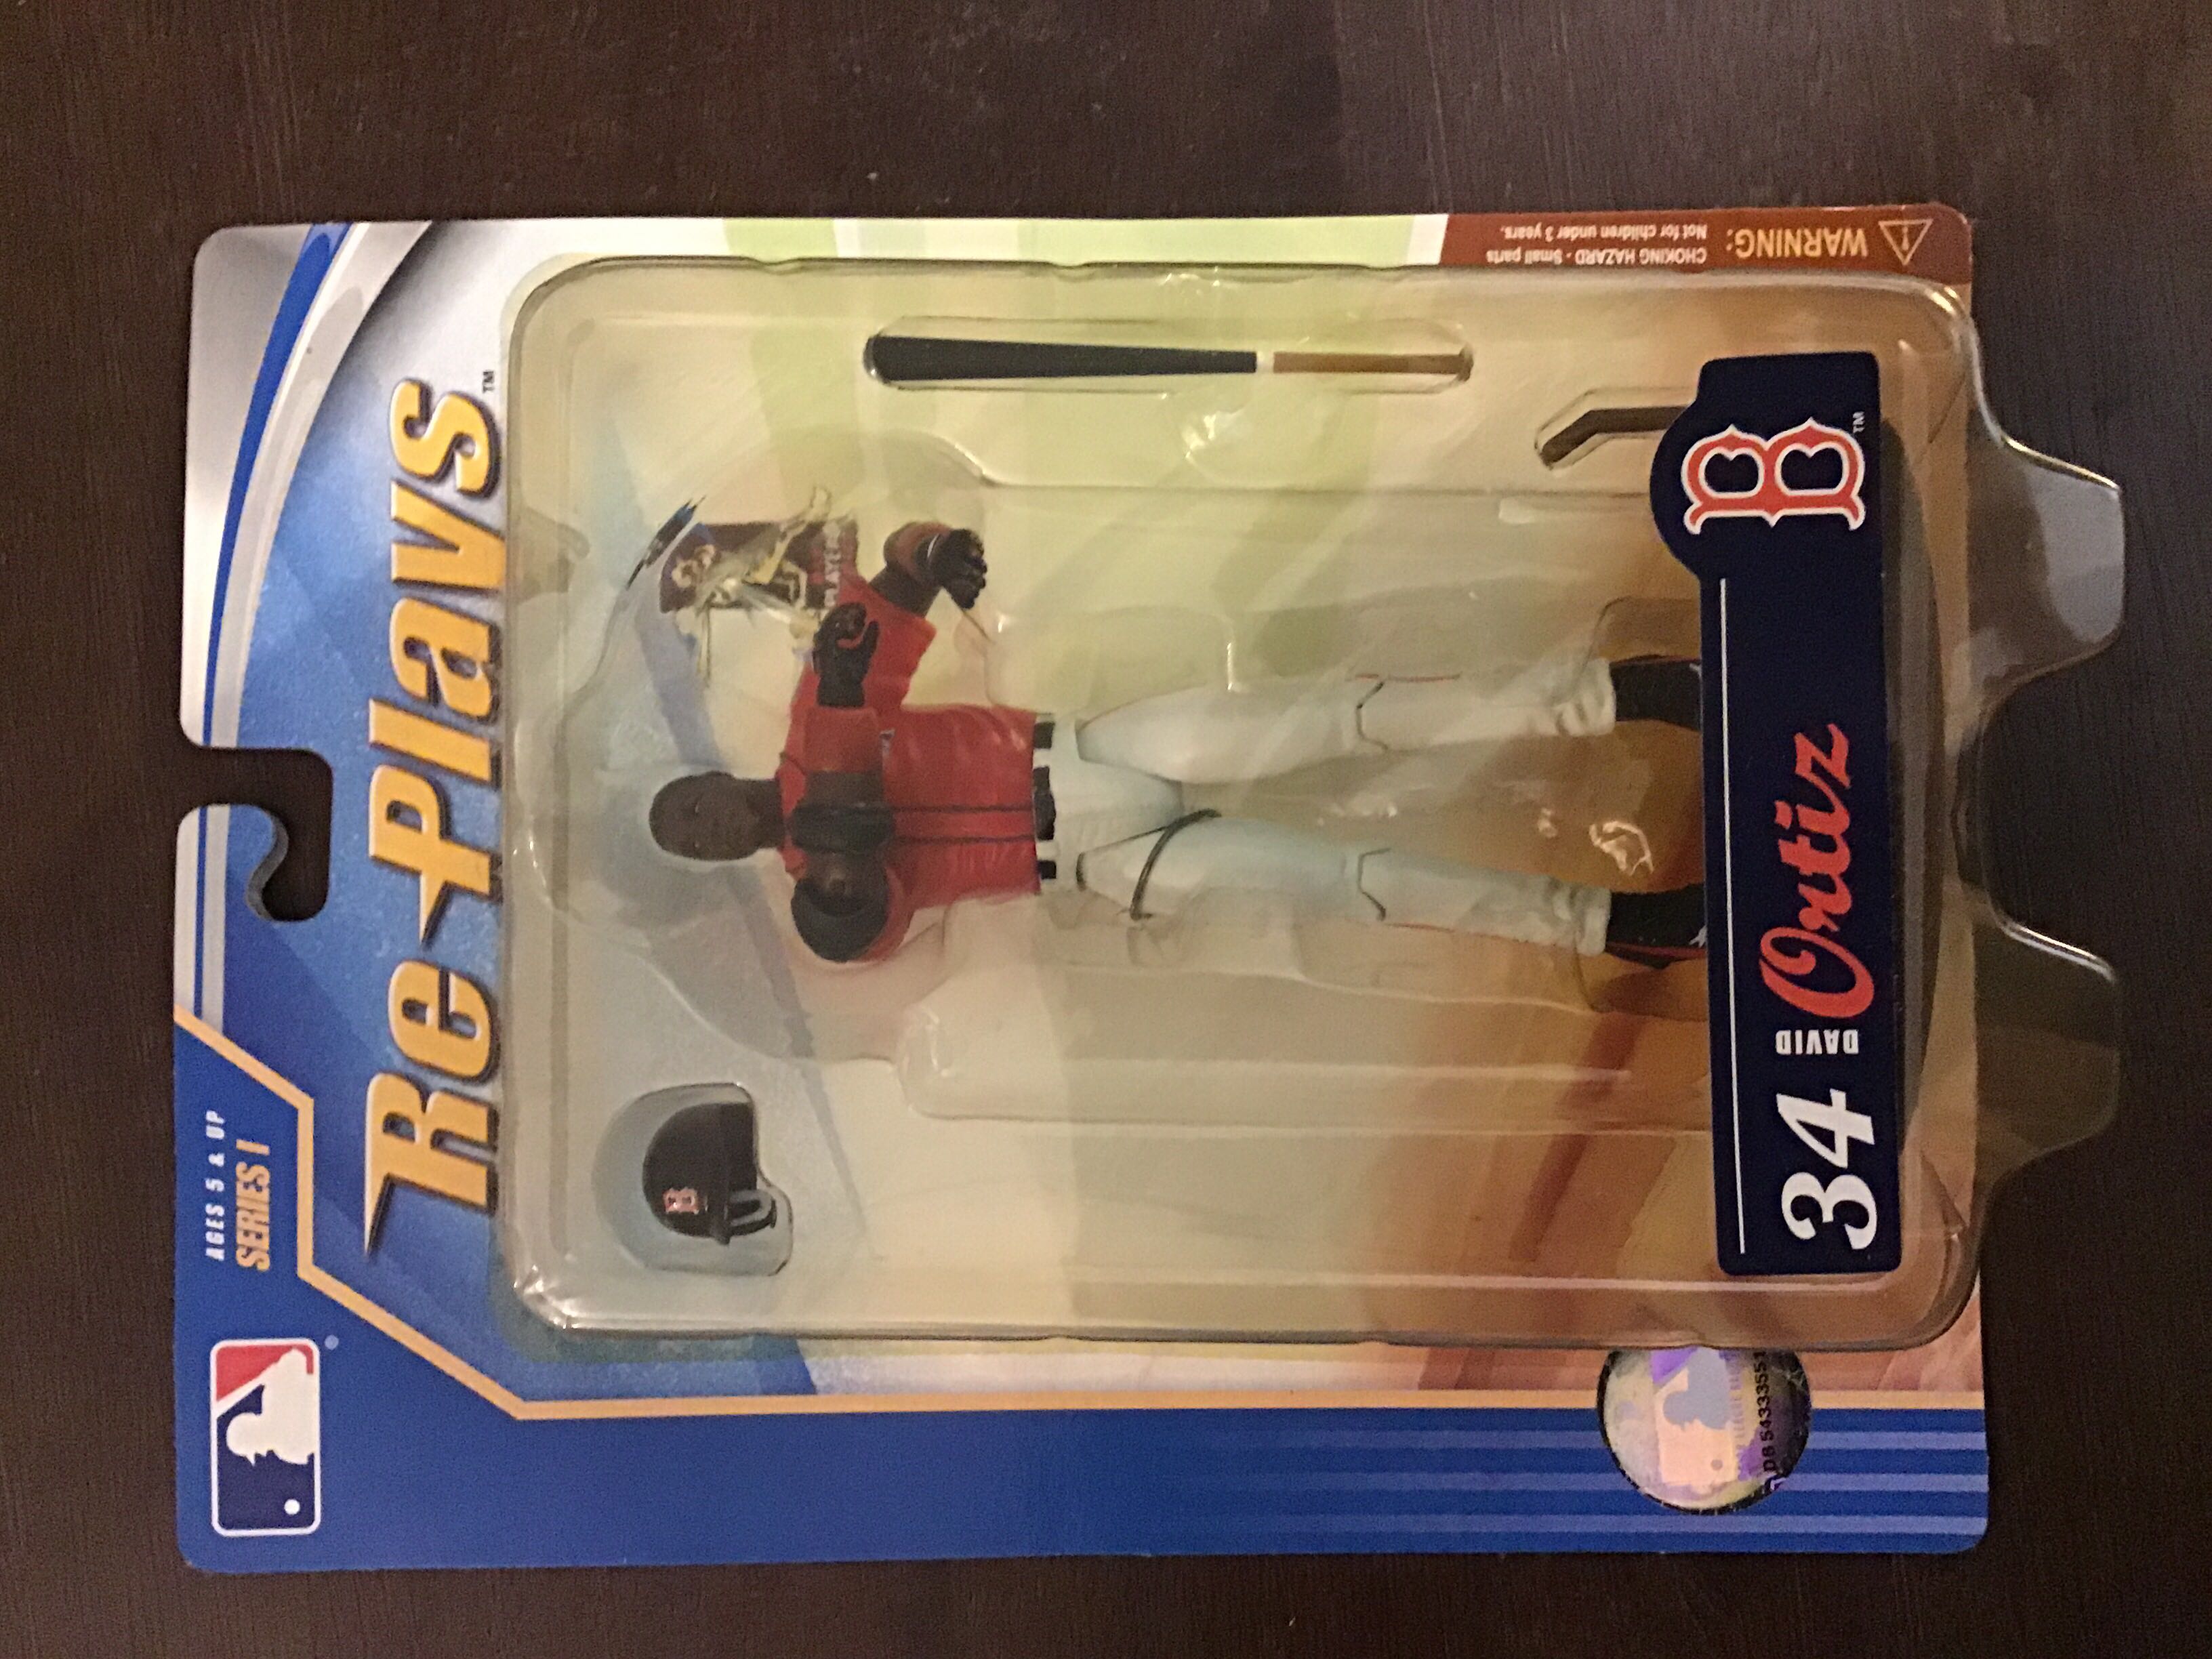 AGES 5 & UP
SERIES I
Re-Plays™
B
PLAYERS
34 DAVID Ortiz B™
WARNING:
CHOKING HAZARD - Small parts
Not for children under 3 years.